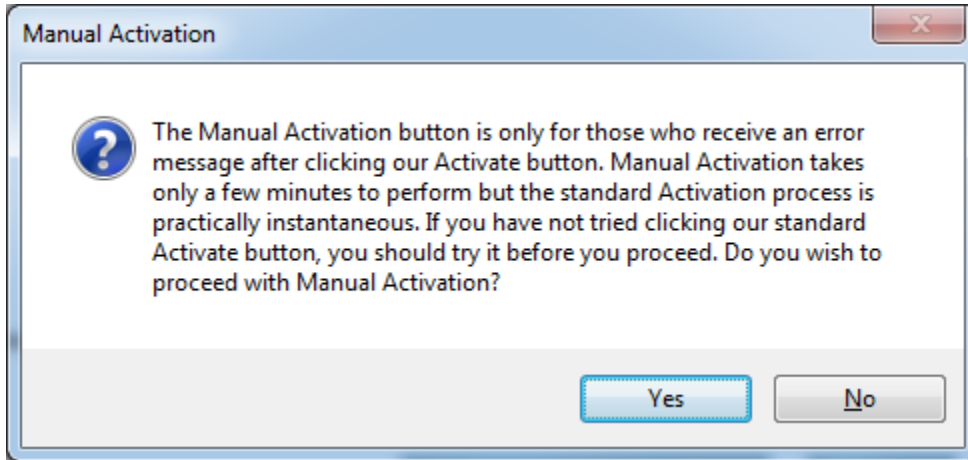 Manual Activation
The Manual Activation button is only for those who receive an error
message after clicking our Activate button. Manual Activation takes
only a few minutes to perform but the standard Activation process is
practically instantaneous. If you have not tried clicking our standard
Activate button, you should try it before you proceed. Do you wish to
proceed with Manual Activation?
Yes
No